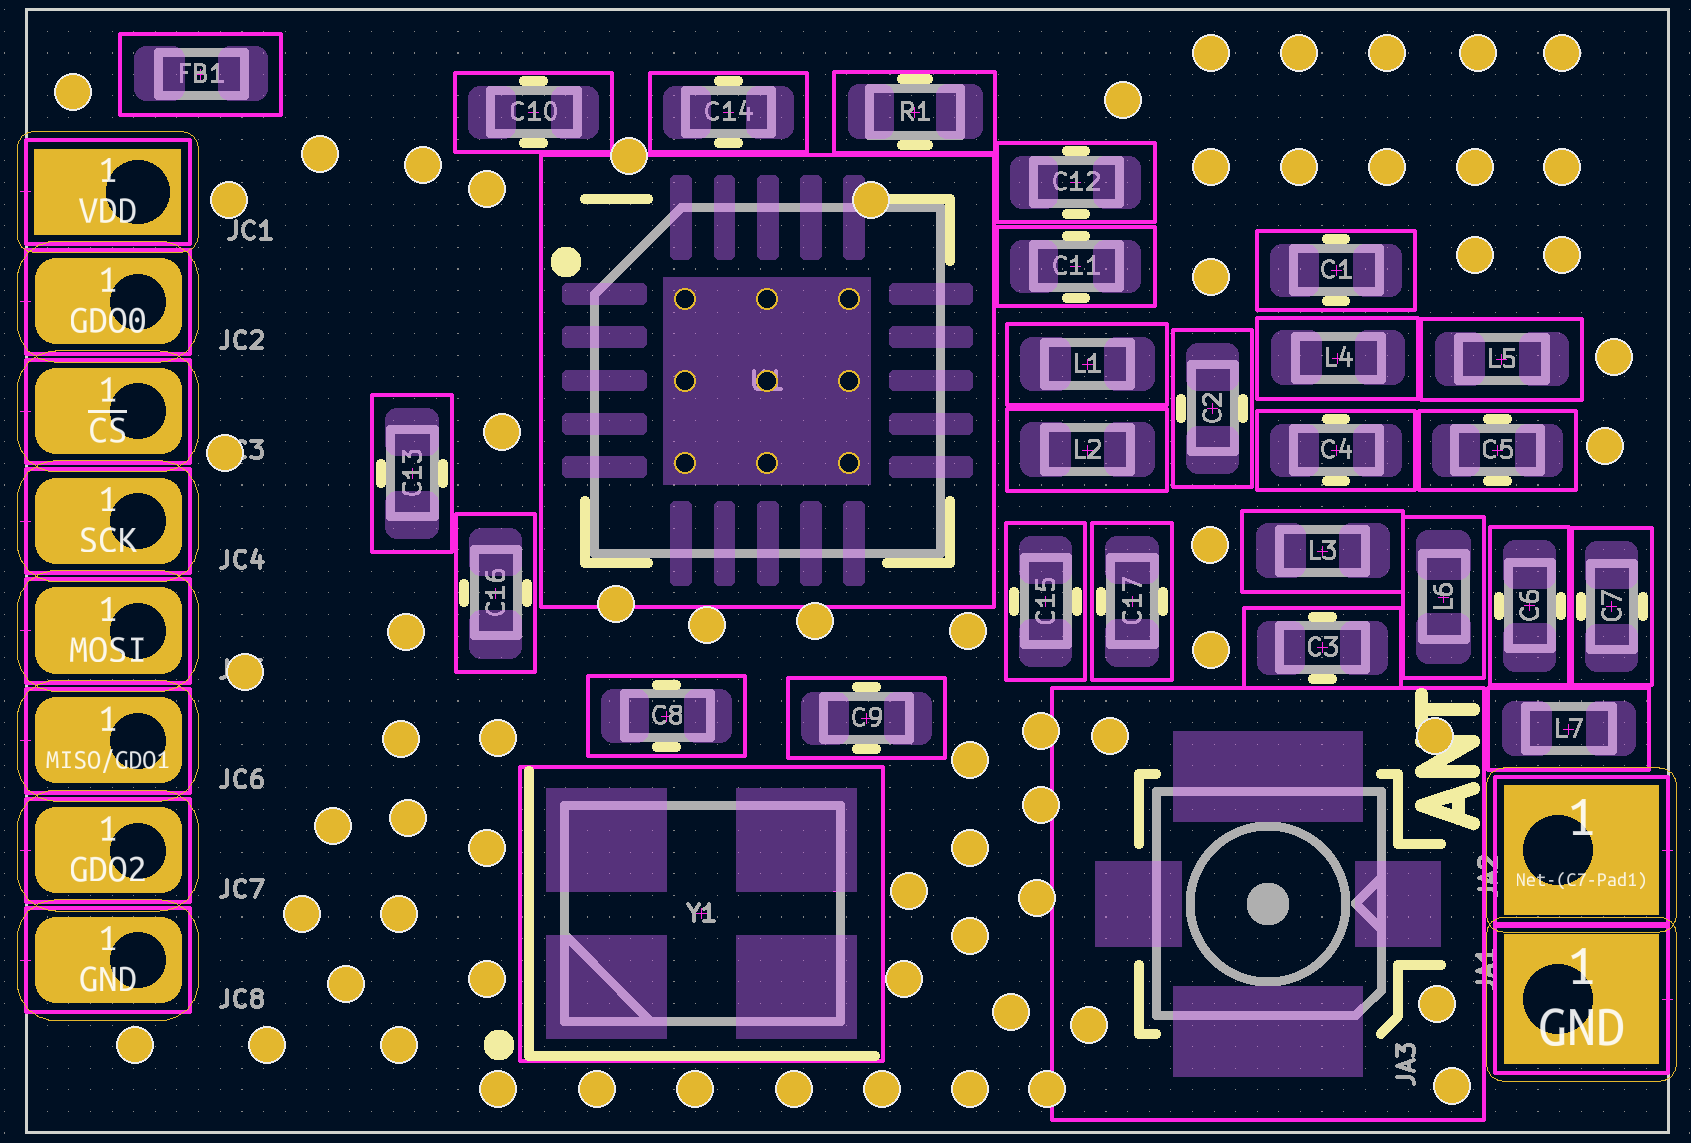 FB1
C10
C14
R1
1
VDD
JC1
C12
C11
C1
1
GDO0
JC2
L1
C2
L4
L5
U1
1
CS
C3
L2
C4
C5
C13
1
SCK
JC4
L3
C16
C15
C17
L6
C6
C7
1
MOSI
C3
C8
C9
L7
ANT
1
MISO/GDO1
JC6
1
GDO2
JC7
Y1
1
Net-(C7-Pad1)
JA2
1
GND
JC8
1
GND
JA1
JA3